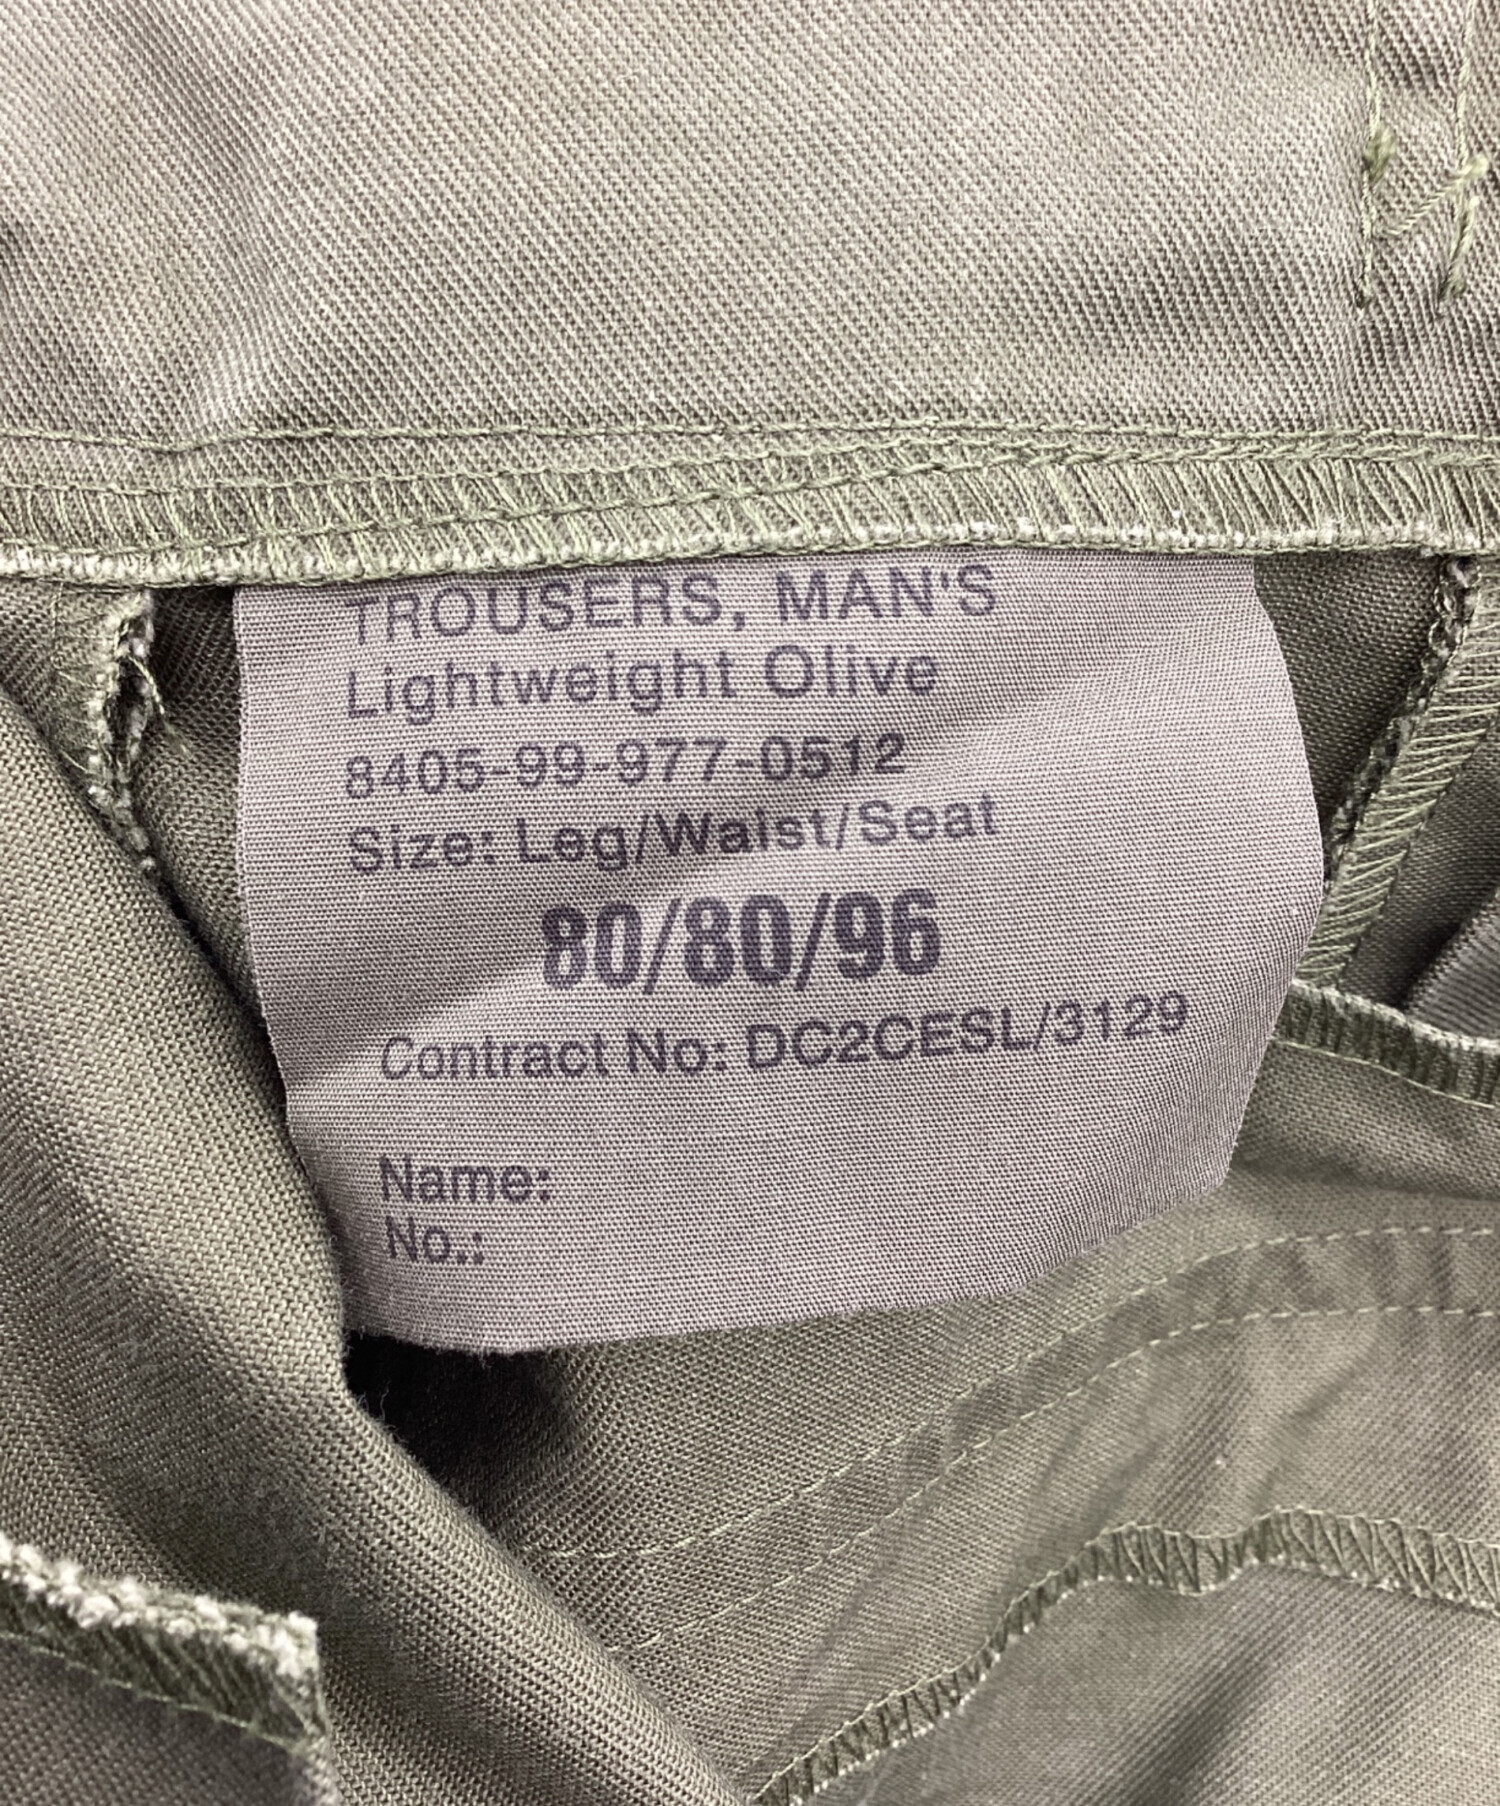 TROUSERS, MAN'S
Lightweight Olive
8405-99-977-0512
Size: Leg/Waist/Seat
80/80/96
Contract No: DC2CESL/3129
Name:
No.: